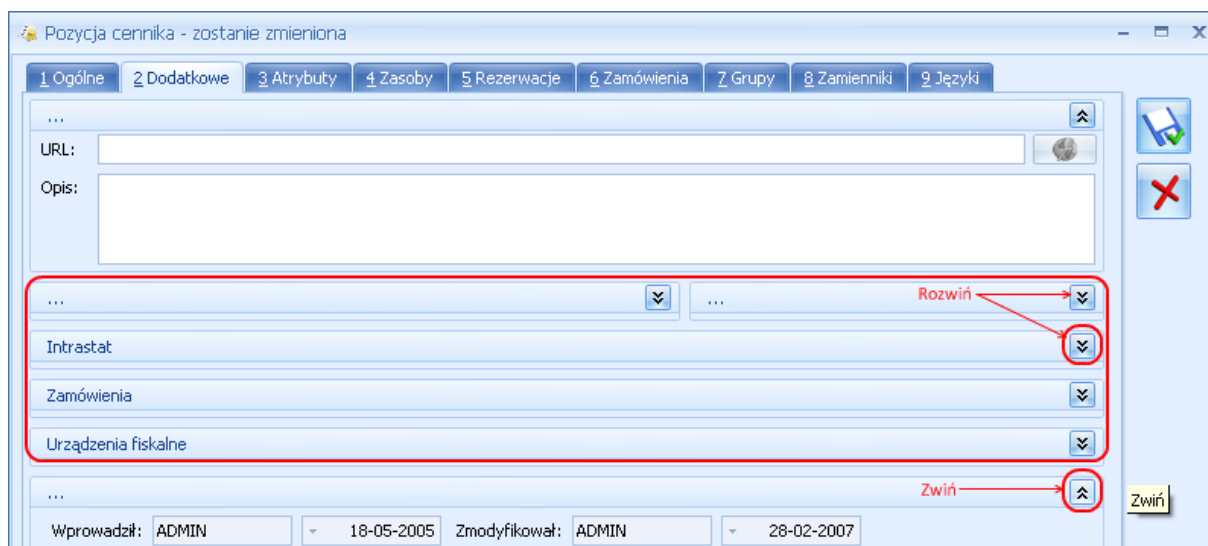 Pozycja cennika - zostanie zmieniona
1 Ogólne 2 Dodatkowe 3 Atrybuty 4 Zasoby 5 Rezerwacje 6 Zamówienia 7 Grupy 8 Zamienniki 9 Języki
...
URL:
Opis:
... ... Rozwiń
Intrastat
Zamówienia
Urządzenia fiskalne
... Zwiń
Zwiń
Wprowadził: ADMIN 18-05-2005 Zmodyfikował: ADMIN 28-02-2007